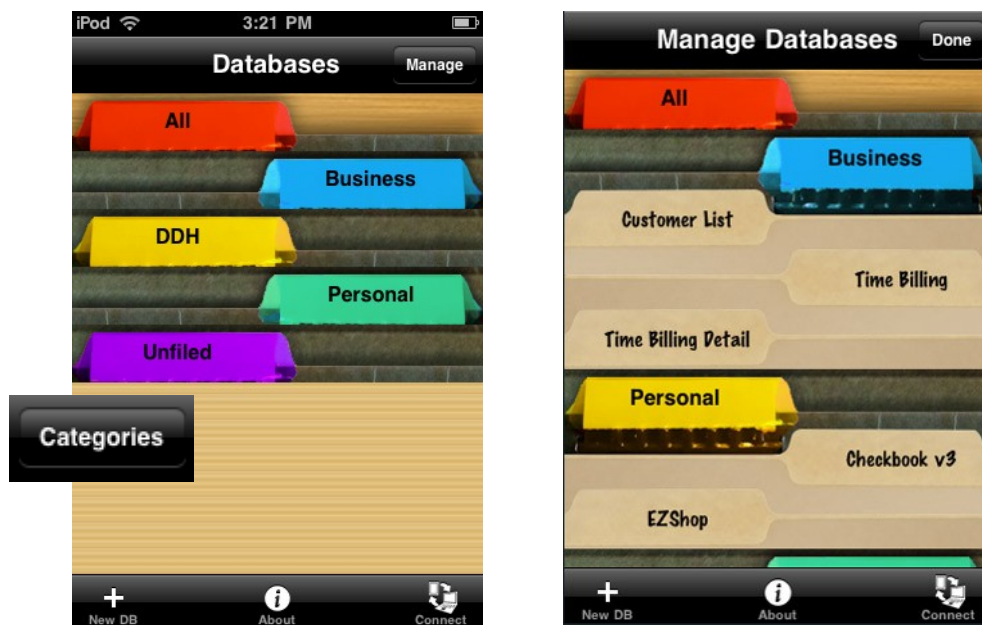 iPod 3:21 PM
Databases Manage
All
Business
DDH
Personal
Unfiled
Categories
New DB About Connect
Manage Databases Done
All
Business
Customer List
Time Billing
Time Billing Detail
Personal
Checkbook v3
EZShop
New DB About Connect